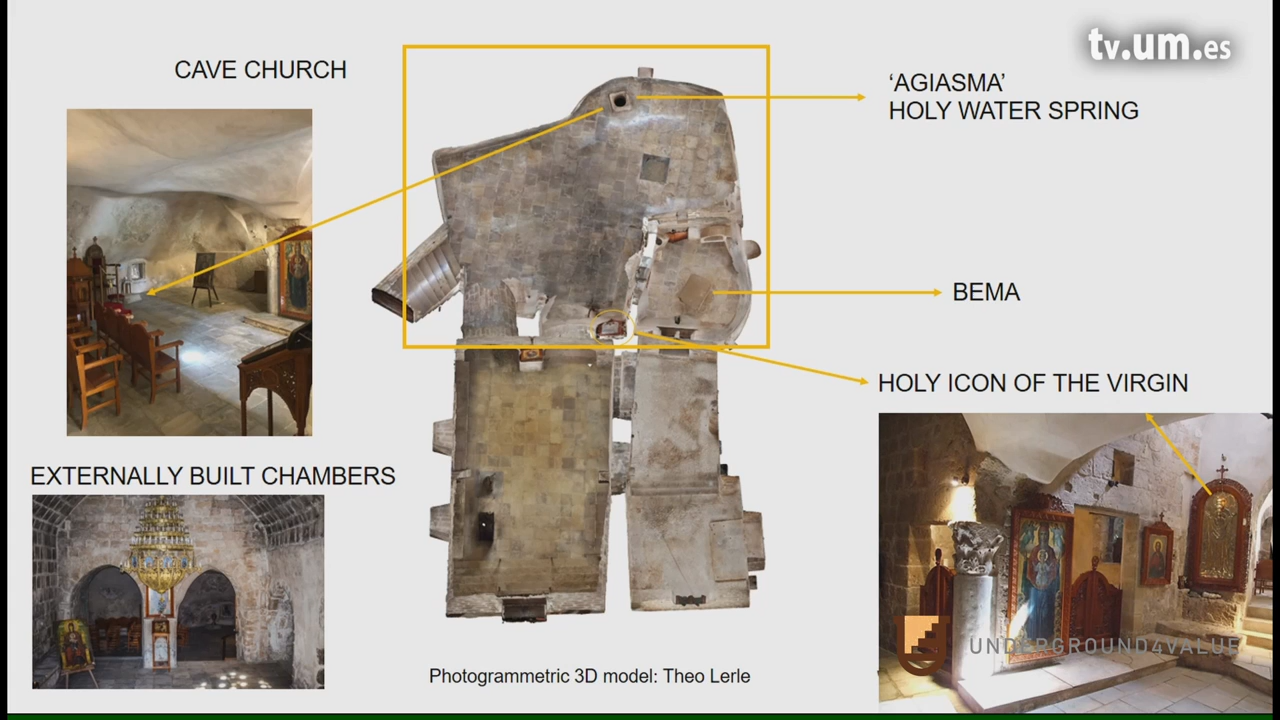 tv.um.es
CAVE CHURCH
‘AGIASMA’
HOLY WATER SPRING
BEMA
HOLY ICON OF THE VIRGIN
EXTERNALLY BUILT CHAMBERS
UNDERGROUND4VALUE
Photogrammetric 3D model: Theo Lerle